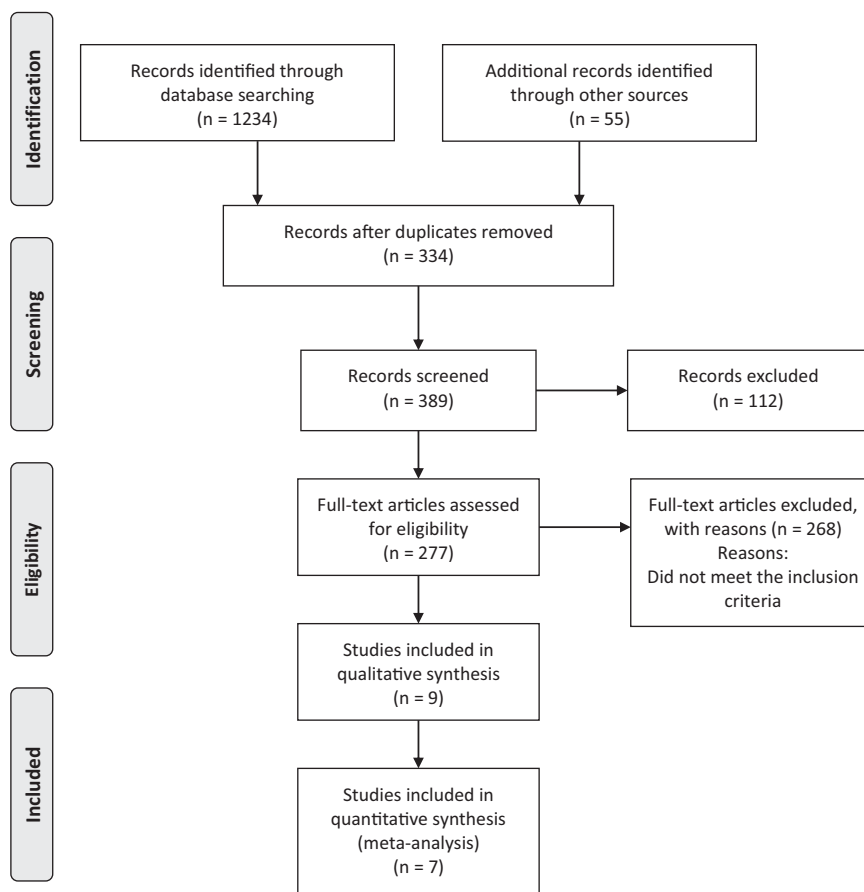 Identification
Records identified through
database searching
(n = 1234)
Additional records identified
through other sources
(n = 55)
Records after duplicates removed
(n = 334)
Screening
Records screened
(n = 389)
Records excluded
(n = 112)
Eligibility
Full-text articles assessed
for eligibility
(n = 277)
Full-text articles excluded,
with reasons (n = 268)
Reasons:
Did not meet the inclusion
criteria
Studies included in
qualitative synthesis
(n = 9)
Included
Studies included in
quantitative synthesis
(meta-analysis)
(n = 7)